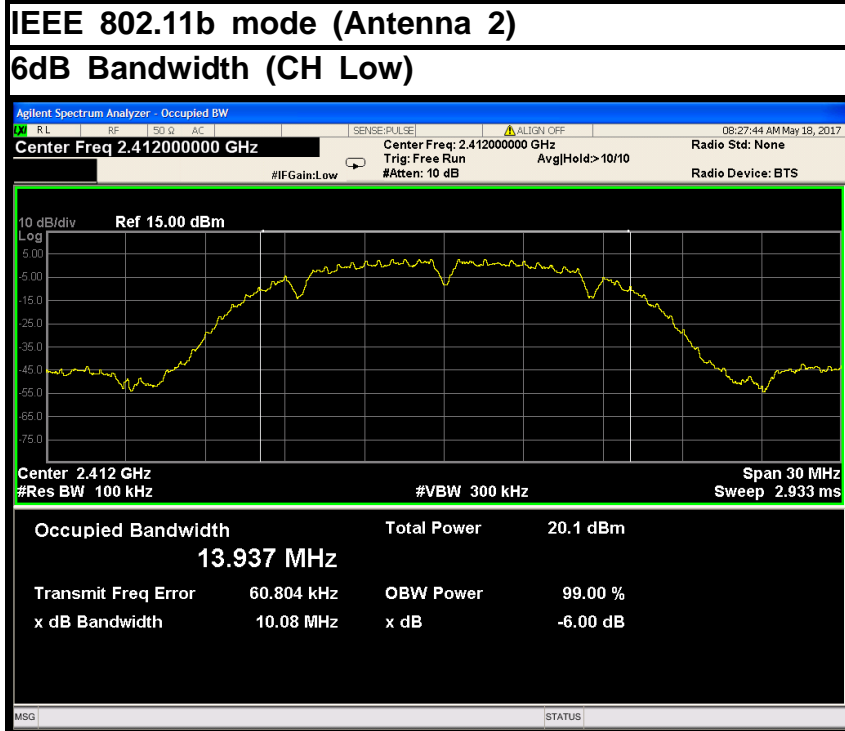 IEEE 802.11b mode (Antenna 2)
6dB Bandwidth (CH Low)
Agilent Spectrum Analyzer - Occupied BW
LXI RL RF 50 Ω AC SENSE:PULSE ALIGN OFF 08:27:44 AM May 18, 2017
Center Freq 2.412000000 GHz Center Freq: 2.412000000 GHz Radio Std: None
Trig: Free Run Avg|Hold:>10/10
#IFGain:Low #Atten: 10 dB Radio Device: BTS
10 dB/div Ref 15.00 dBm
Log
5.00
-5.00
-15.0
-25.0
-35.0
-45.0
-55.0
-65.0
-75.0
Center 2.412 GHz Span 30 MHz
#Res BW 100 kHz #VBW 300 kHz Sweep 2.933 ms
Occupied Bandwidth Total Power 20.1 dBm
13.937 MHz
Transmit Freq Error 60.804 kHz OBW Power 99.00 %
x dB Bandwidth 10.08 MHz x dB -6.00 dB
MSG STATUS